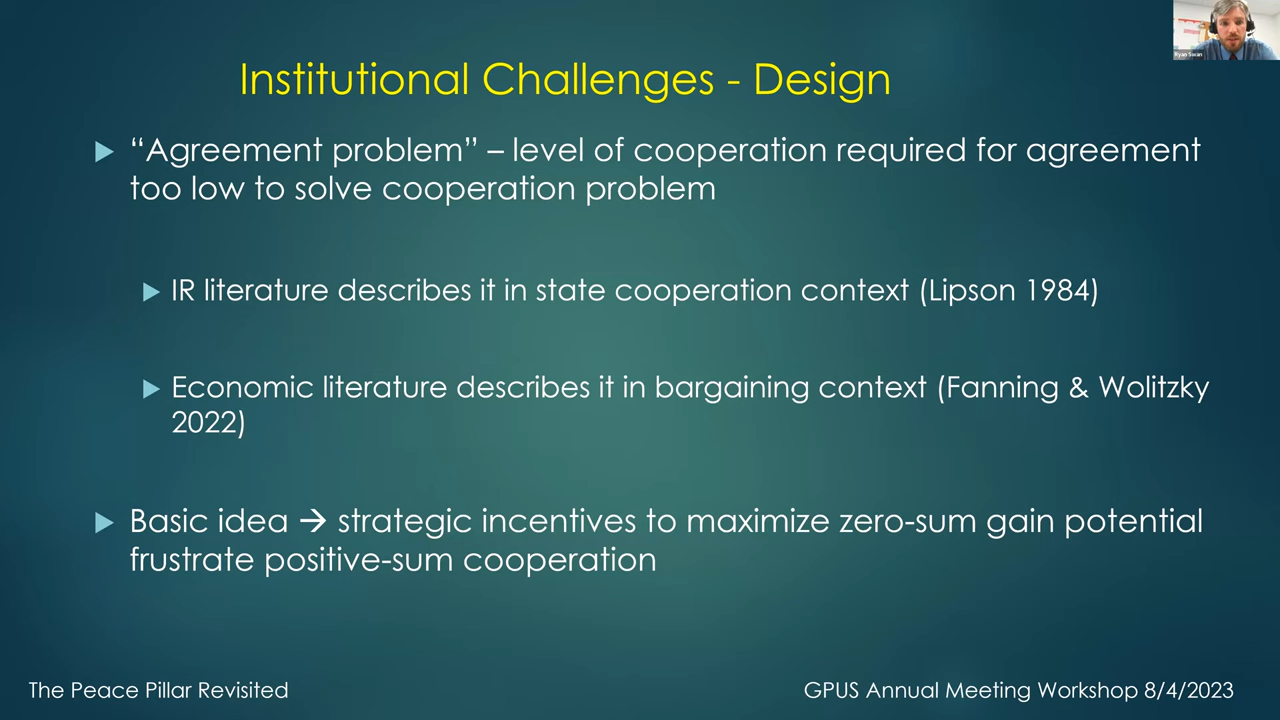 Ryan Swan
Institutional Challenges - Design
“Agreement problem” – level of cooperation required for agreement
too low to solve cooperation problem
IR literature describes it in state cooperation context (Lipson 1984)
Economic literature describes it in bargaining context (Fanning & Wolitzky
2022)
Basic idea → strategic incentives to maximize zero-sum gain potential
frustrate positive-sum cooperation
The Peace Pillar Revisited
GPUS Annual Meeting Workshop 8/4/2023